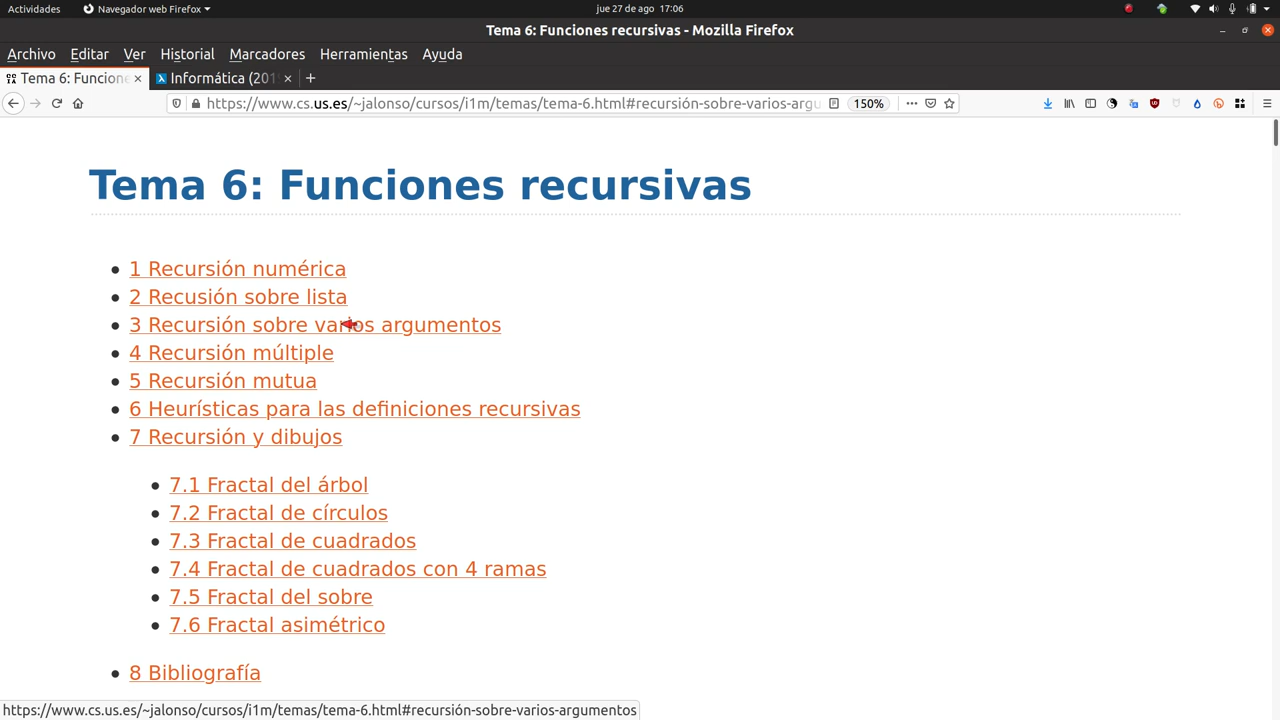 Actividades
Navegador web Firefox
jue 27 de ago 17:06
Tema 6: Funciones recursivas - Mozilla Firefox
Archivo Editar Ver Historial Marcadores Herramientas Ayuda
Tema 6: Funcione
Informática (201
https://www.cs.us.es/~jalonso/cursos/i1m/temas/tema-6.html#recursión-sobre-varios-argu
150%
Tema 6: Funciones recursivas
1 Recursión numérica
2 Recusión sobre lista
3 Recursión sobre varios argumentos
4 Recursión múltiple
5 Recursión mutua
6 Heurísticas para las definiciones recursivas
7 Recursión y dibujos
7.1 Fractal del árbol
7.2 Fractal de círculos
7.3 Fractal de cuadrados
7.4 Fractal de cuadrados con 4 ramas
7.5 Fractal del sobre
7.6 Fractal asimétrico
8 Bibliografía
https://www.cs.us.es/~jalonso/cursos/i1m/temas/tema-6.html#recursión-sobre-varios-argumentos